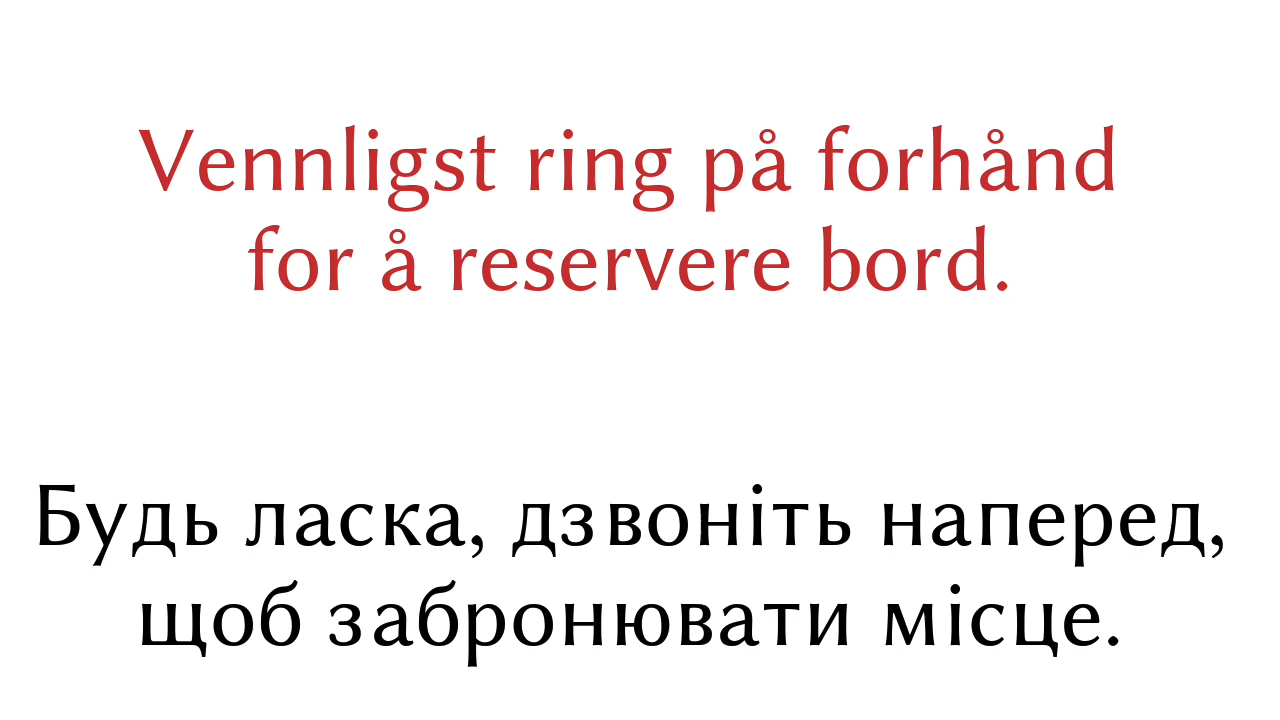 Vennligst ring på forhånd
for å reservere bord.
Будь ласка, дзвоніть наперед,
щоб забронювати місце.